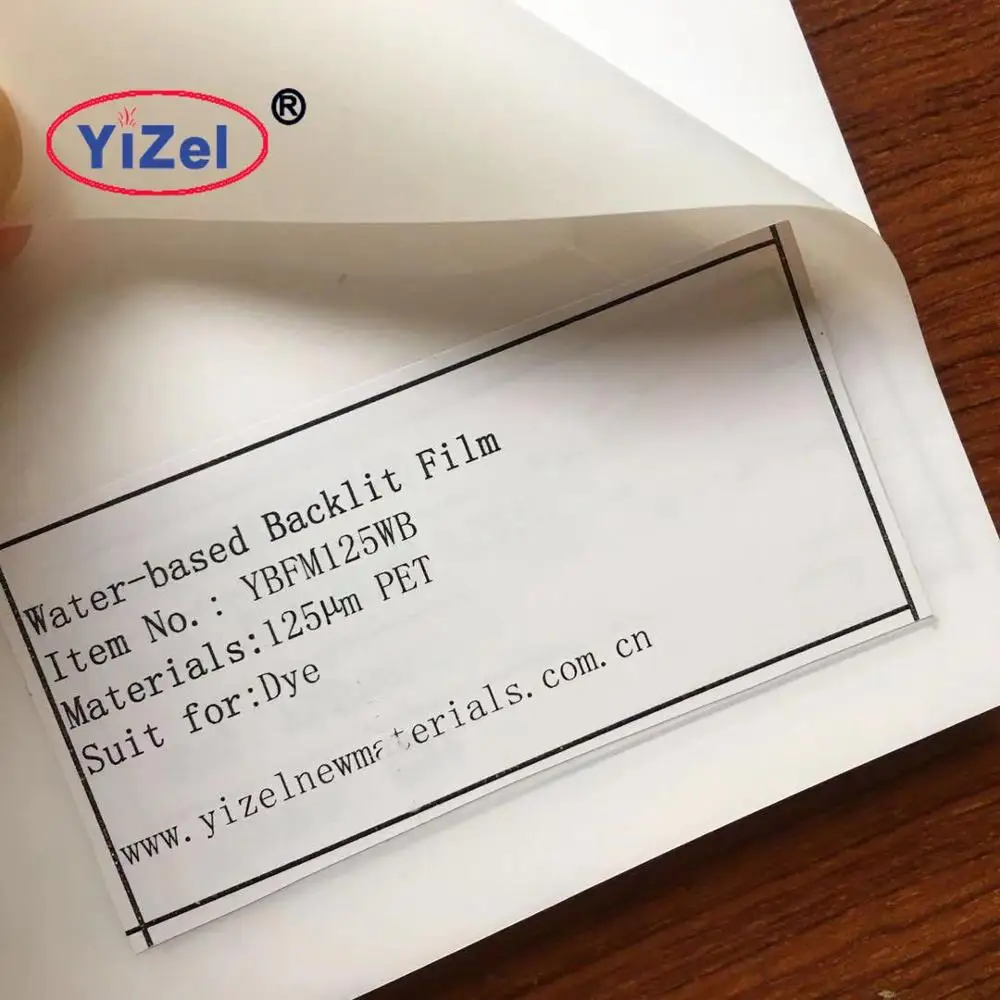 YiZel ®
Water-based Backlit Film
Item No.: YBFM125WB
Materials:125μm PET
Suit for:Dye
www.yizelnewmaterials.com.cn